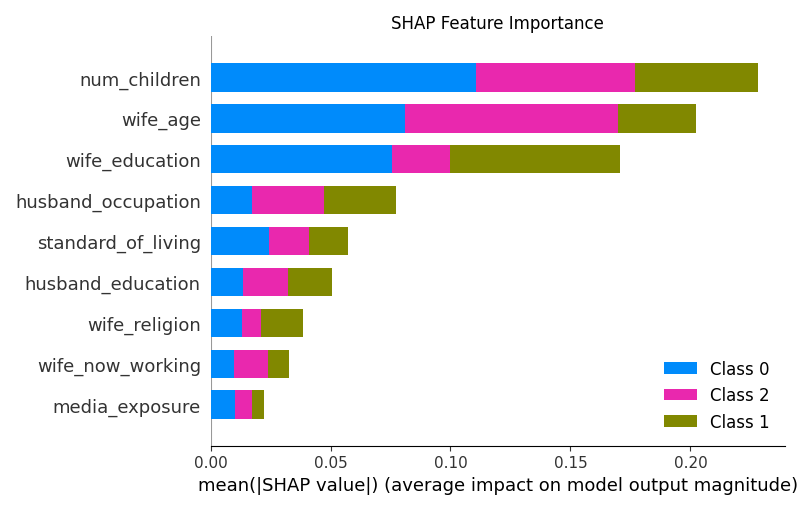 SHAP Feature Importance
num_children
wife_age
wife_education
husband_occupation
standard_of_living
husband_education
wife_religion
wife_now_working
media_exposure
Class 0
Class 2
Class 1
0.00 0.05 0.10 0.15 0.20
mean(|SHAP value|) (average impact on model output magnitude)